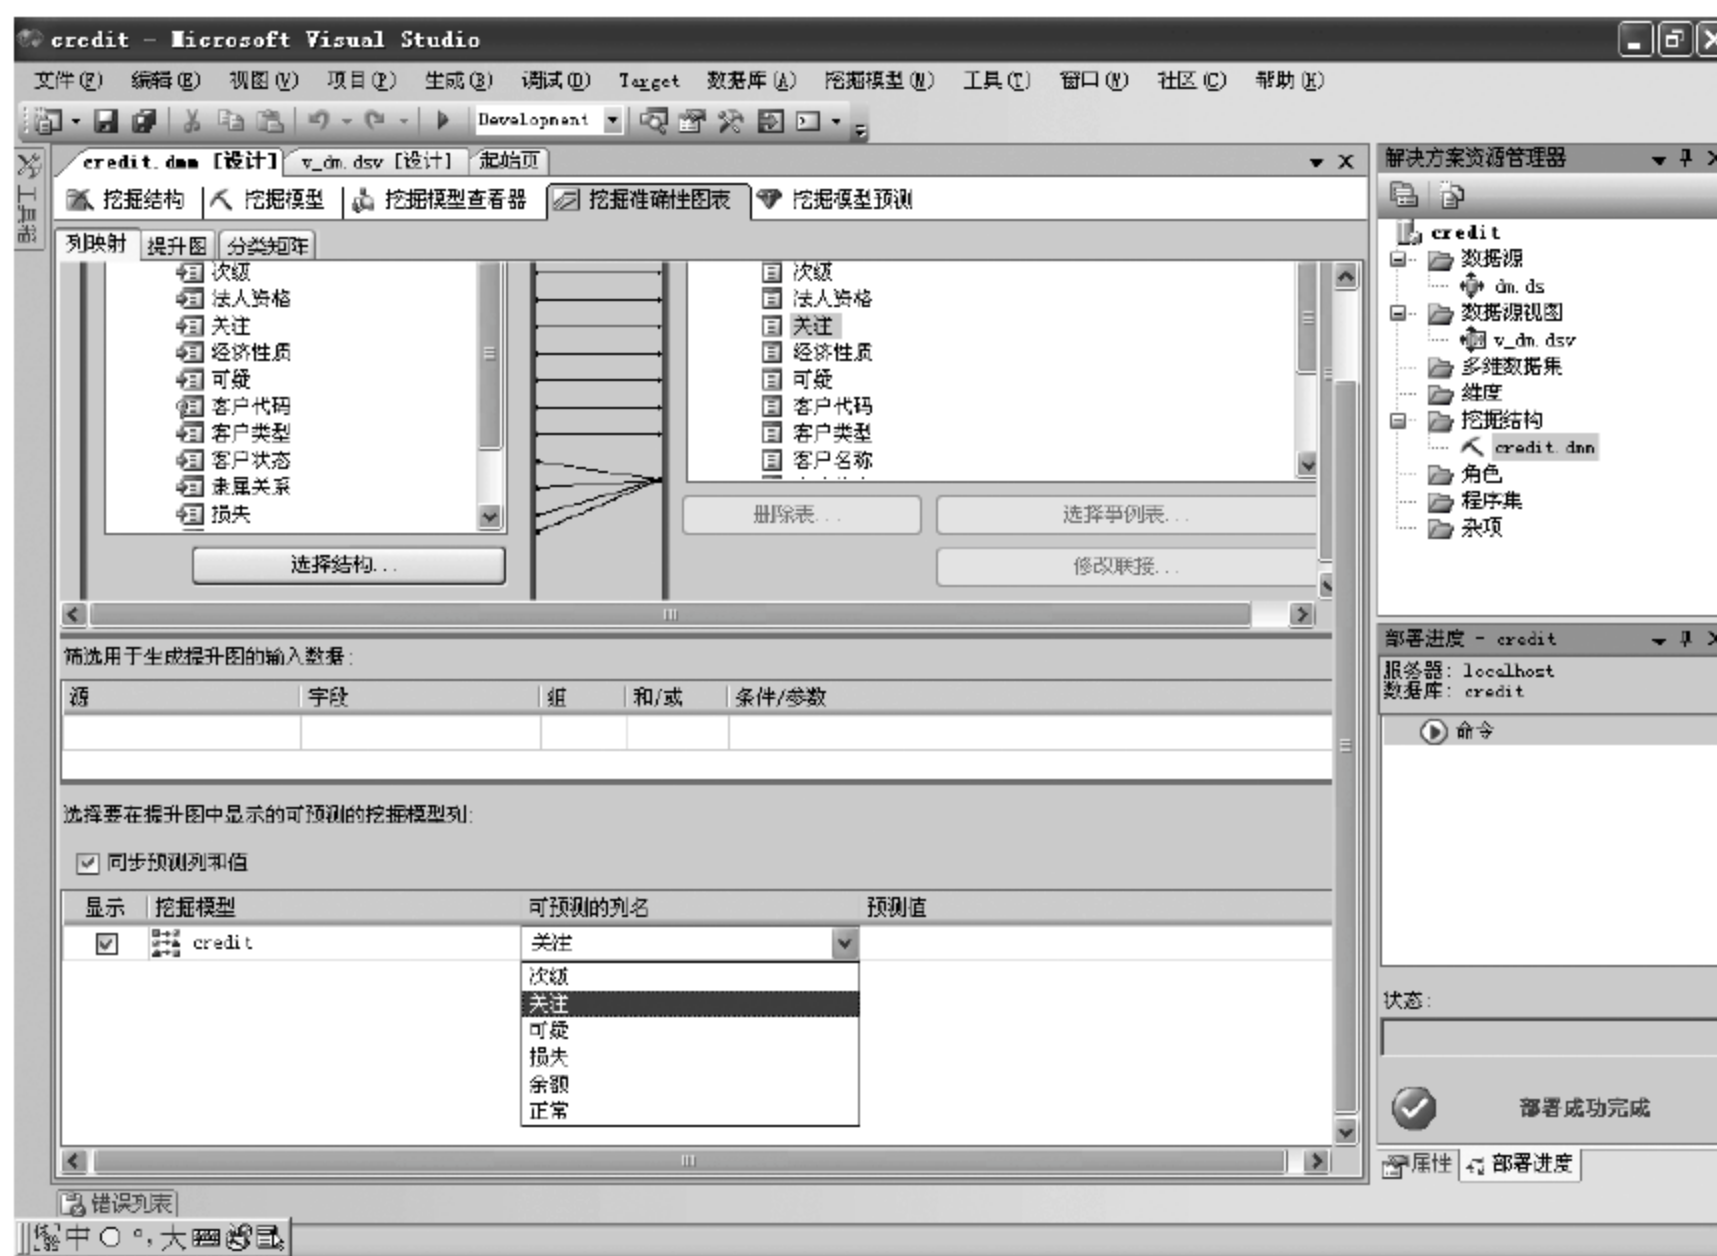 credit - Microsoft Visual Studio
文件(F) 编辑(E) 视图(V) 项目(P) 生成(B) 调试(D) Target 数据库(A) 挖掘模型(N) 工具(T) 窗口(W) 社区(C) 帮助(H)
Development
工具箱
credit.dmm [设计] v_dm.dsv [设计] 起始页
挖掘结构 挖掘模型 挖掘模型查看器 挖掘准确性图表 挖掘模型预测
列映射 提升图 分类矩阵
次级 次级
法人资格 法人资格
关注 关注
经济性质 经济性质
可疑 可疑
客户代码 客户代码
客户类型 客户类型
客户状态 客户名称
隶属关系
损失
删除表... 选择事例表...
选择结构... 修改联接...
筛选用于生成提升图的输入数据:
源 字段 组 和/或 条件/参数
选择要在提升图中显示的可预测的挖掘模型列:
同步预测列和值
显示 挖掘模型 可预测的列名 预测值
credit 关注
次级
关注
可疑
损失
余额
正常
解决方案资源管理器
credit
数据源
dm.ds
数据源视图
v_dm.dsv
多维数据集
维度
挖掘结构
credit.dmm
角色
程序集
杂项
部署进度 - credit
服务器: localhost
数据库: credit
命令
状态:
部署成功完成
属性 部署进度
错误列表
中 大